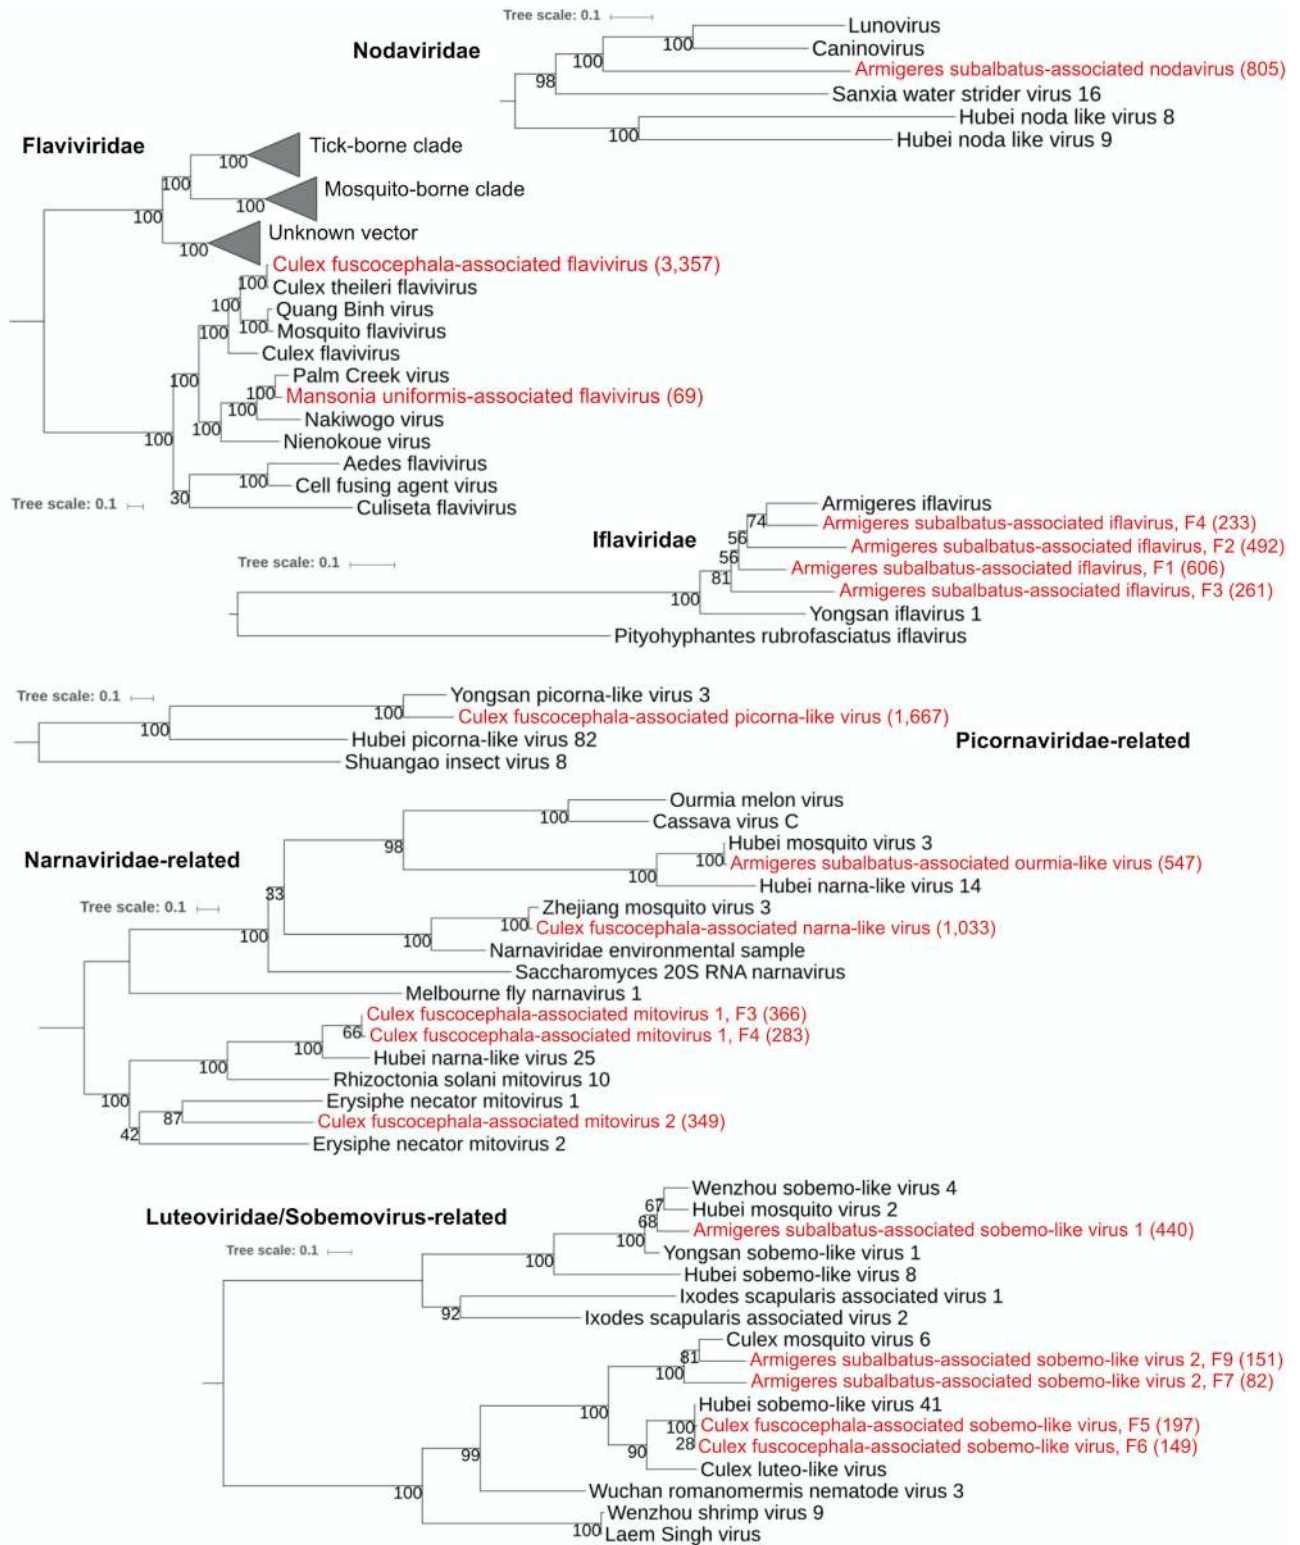 Tree scale: 0.1
Nodaviridae
Lunovirus
100
Caninovirus
100
Armigeres subalbatus-associated nodavirus (805)
98
Sanxia water strider virus 16
Hubei noda like virus 8
100
Hubei noda like virus 9
Flaviviridae
Tick-borne clade
100
100
Mosquito-borne clade
100
100
Unknown vector
100
Culex fuscocephala-associated flavivirus (3,357)
100
Culex theileri flavivirus
100
Quang Binh virus
100
Mosquito flavivirus
100
Culex flavivirus
Palm Creek virus
100
100
Mansonia uniformis-associated flavivirus (69)
100
Nakiwogo virus
100
Nienokoue virus
100
Aedes flavivirus
100
Cell fusing agent virus
30
Culiseta flavivirus
Tree scale: 0.1
Iflaviridae
Tree scale: 0.1
Armigeres iflavirus
74
Armigeres subalbatus-associated iflavirus, F4 (233)
56
Armigeres subalbatus-associated iflavirus, F2 (492)
56
Armigeres subalbatus-associated iflavirus, F1 (606)
81
Armigeres subalbatus-associated iflavirus, F3 (261)
100
Yongsan iflavirus 1
Pityohyphantes rubrofasciatus iflavirus
Tree scale: 0.1
Yongsan picorna-like virus 3
100
Culex fuscocephala-associated picorna-like virus (1,667)
100
Hubei picorna-like virus 82
Picornaviridae-related
Shuangao insect virus 8
Narnaviridae-related
Tree scale: 0.1
Ourmia melon virus
100
Cassava virus C
98
Hubei mosquito virus 3
100
Armigeres subalbatus-associated ourmia-like virus (547)
100
Hubei narna-like virus 14
33
Zhejiang mosquito virus 3
100
Culex fuscocephala-associated narna-like virus (1,033)
100
100
Narnaviridae environmental sample
Saccharomyces 20S RNA narnavirus
Melbourne fly narnavirus 1
Culex fuscocephala-associated mitovirus 1, F3 (366)
66
Culex fuscocephala-associated mitovirus 1, F4 (283)
100
Hubei narna-like virus 25
100
Rhizoctonia solani mitovirus 10
100
Erysiphe necator mitovirus 1
87
Culex fuscocephala-associated mitovirus 2 (349)
42
Erysiphe necator mitovirus 2
Luteoviridae/Sobemovirus-related
Tree scale: 0.1
Wenzhou sobemo-like virus 4
67
Hubei mosquito virus 2
68
Armigeres subalbatus-associated sobemo-like virus 1 (440)
100
Yongsan sobemo-like virus 1
100
Hubei sobemo-like virus 8
Ixodes scapularis associated virus 1
92
Ixodes scapularis associated virus 2
Culex mosquito virus 6
81
Armigeres subalbatus-associated sobemo-like virus 2, F9 (151)
100
Armigeres subalbatus-associated sobemo-like virus 2, F7 (82)
100
Hubei sobemo-like virus 41
100
Culex fuscocephala-associated sobemo-like virus, F5 (197)
28
Culex fuscocephala-associated sobemo-like virus, F6 (149)
90
99
Culex luteo-like virus
100
Wuchan romanomermis nematode virus 3
Wenzhou shrimp virus 9
100
Laem Singh virus